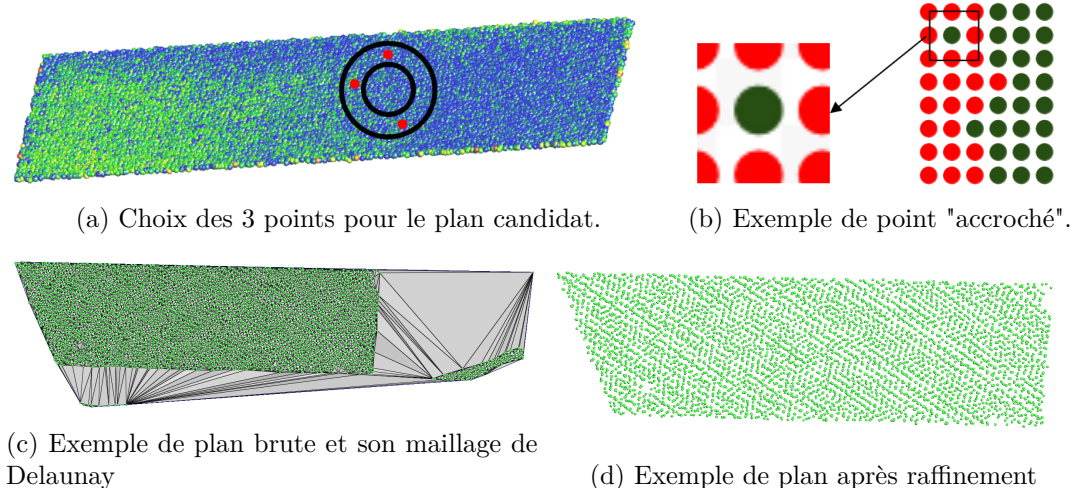 (a) Choix des 3 points pour le plan candidat.
(b) Exemple de point "accroché".
(c) Exemple de plan brute et son maillage de
Delaunay
(d) Exemple de plan après raffinement